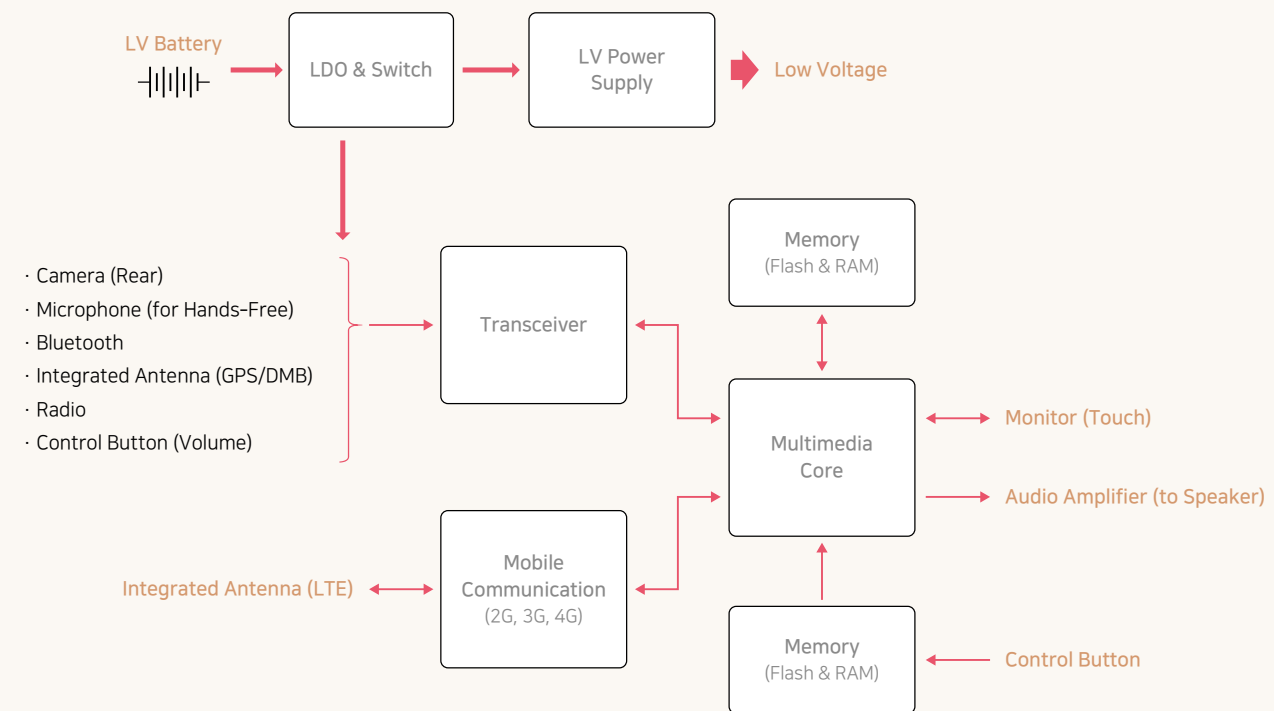 LV Battery
LDO & Switch
LV Power
Supply
Low Voltage
Memory
(Flash & RAM)
· Camera (Rear)
· Microphone (for Hands-Free)
· Bluetooth
· Integrated Antenna (GPS/DMB)
· Radio
· Control Button (Volume)
Transceiver
Multimedia
Core
Monitor (Touch)
Audio Amplifier (to Speaker)
Integrated Antenna (LTE)
Mobile
Communication
(2G, 3G, 4G)
Memory
(Flash & RAM)
Control Button